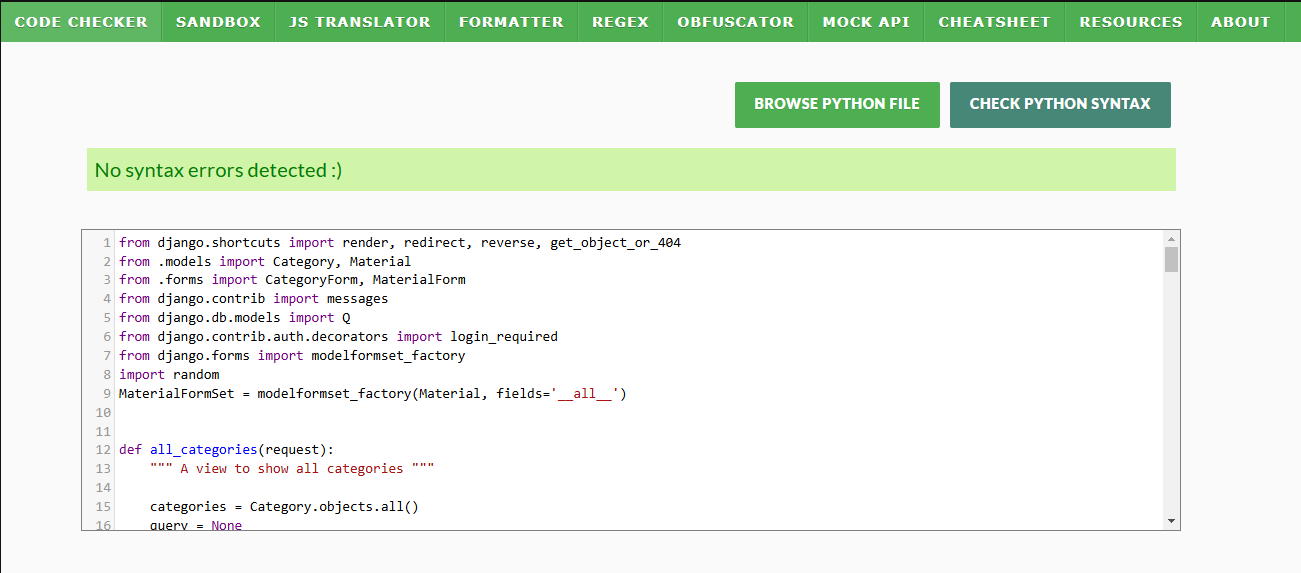 CODE CHECKER SANDBOX JS TRANSLATOR FORMATTER REGEX OBFUSCATOR MOCK API CHEATSHEET RESOURCES ABOUT
BROWSE PYTHON FILE CHECK PYTHON SYNTAX
No syntax errors detected :)
1 from django.shortcuts import render, redirect, reverse, get_object_or_404
2 from .models import Category, Material
3 from .forms import CategoryForm, MaterialForm
4 from django.contrib import messages
5 from django.db.models import Q
6 from django.contrib.auth.decorators import login_required
7 from django.forms import modelformset_factory
8 import random
9 MaterialFormSet = modelformset_factory(Material, fields='__all__')
10
11
12 def all_categories(request):
13     """ A view to show all categories """
14
15     categories = Category.objects.all()
16     query = None